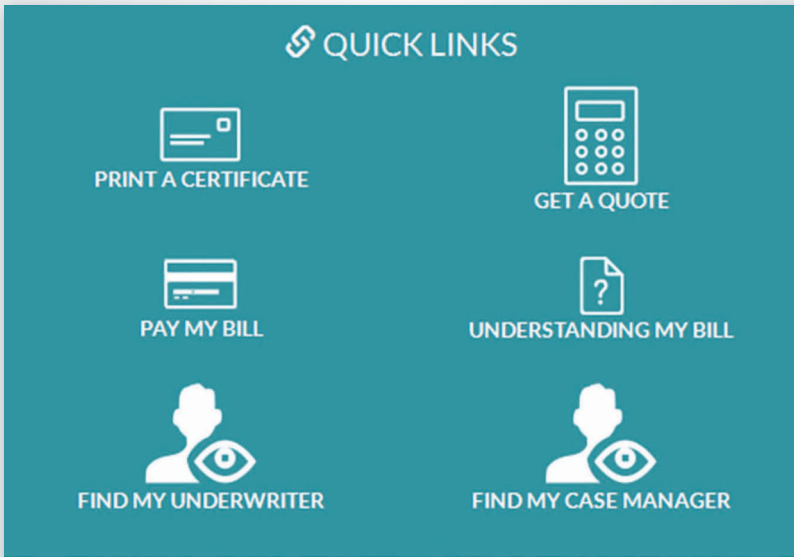 QUICK LINKS
PRINT A CERTIFICATE
GET A QUOTE
PAY MY BILL
?
UNDERSTANDING MY BILL
FIND MY UNDERWRITER
FIND MY CASE MANAGER